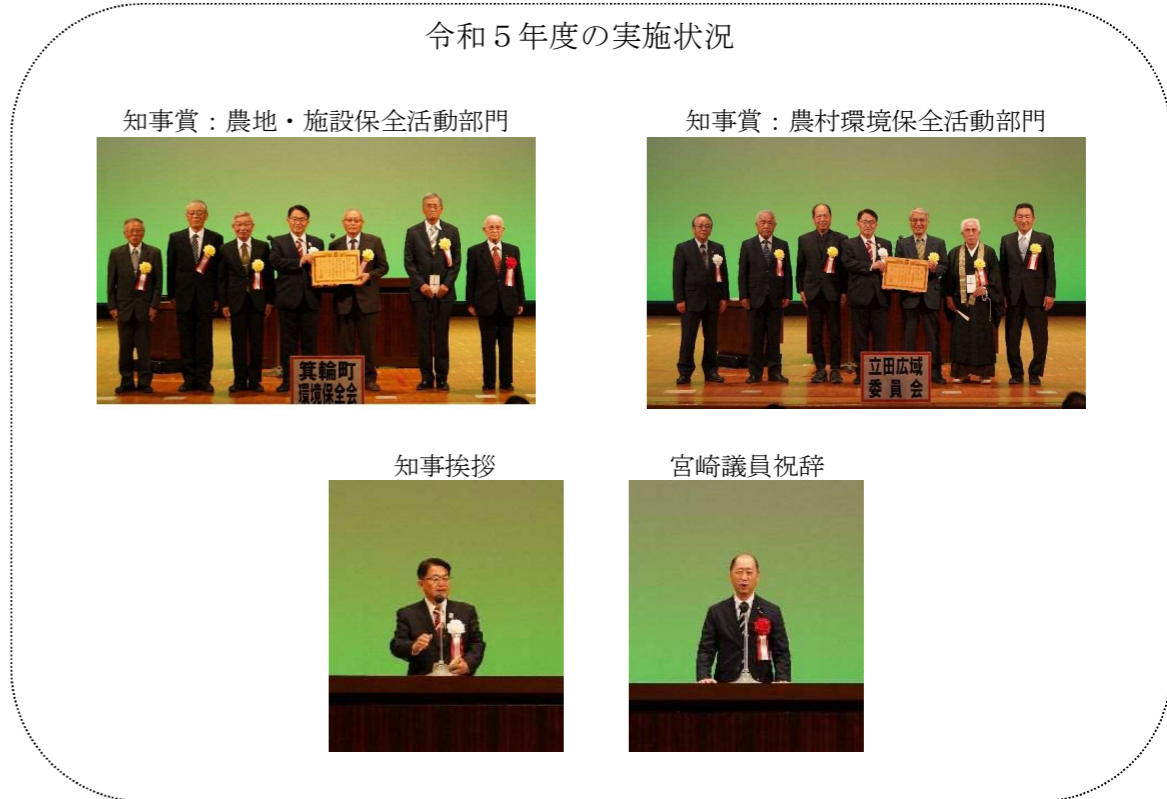 令和５年度の実施状況
知事賞：農地・施設保全活動部門
知事賞：農村環境保全活動部門
箕輪町
環境保全会
立田広域
委員会
知事挨拶
宮崎議員祝辞